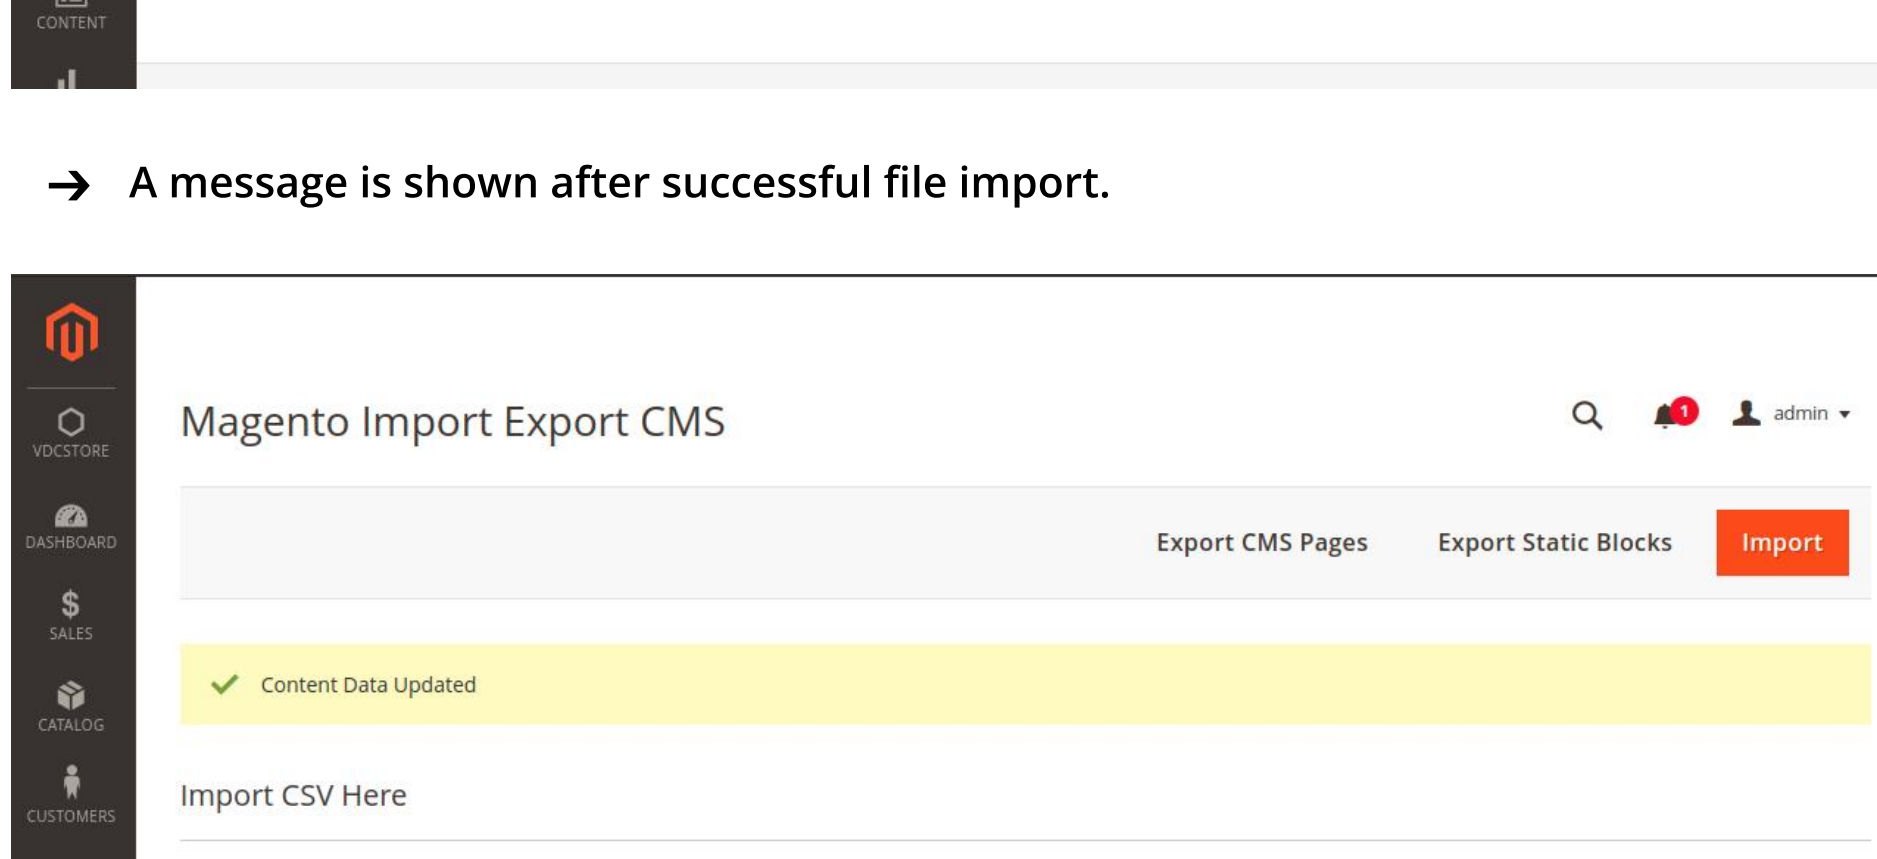 CONTENT
→ A message is shown after successful file import.
Magento Import Export CMS
1
admin
VDCSTORE
DASHBOARD
Export CMS Pages
Export Static Blocks
Import
$
SALES
Content Data Updated
CATALOG
Import CSV Here
CUSTOMERS